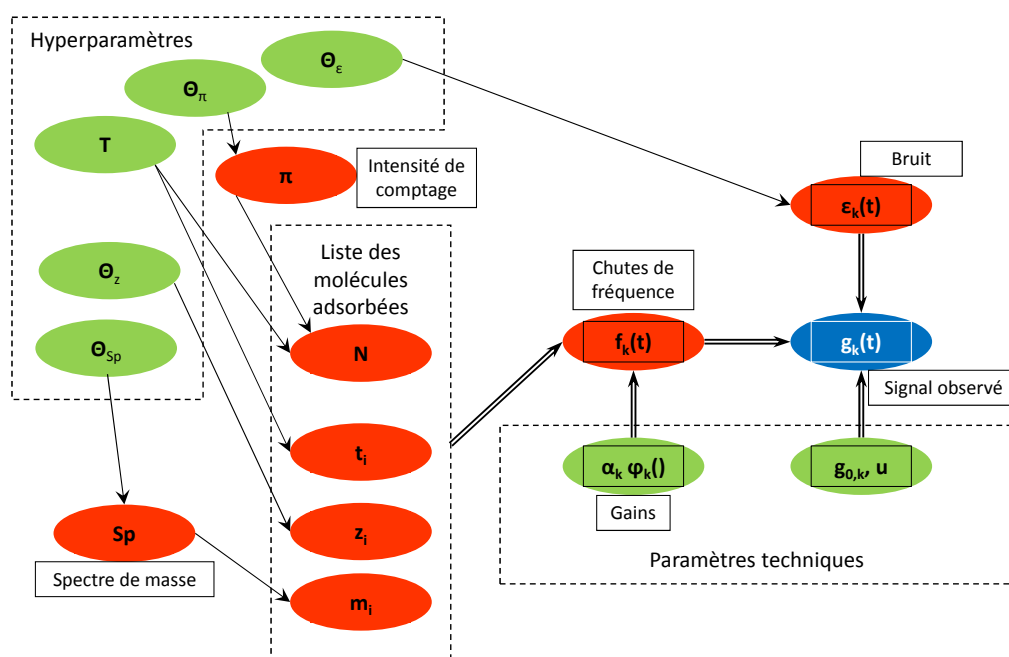 Hyperparamètres
Θε
Θπ
T
π
Intensité de
comptage
Bruit
εk(t)
Θz
Liste des
molécules
adsorbées
Chutes de
fréquence
ΘSp
N
fk(t)
gk(t)
Signal observé
ti
αk φk()
g0,k, u
Gains
Sp
zi
Paramètres techniques
Spectre de masse
mi